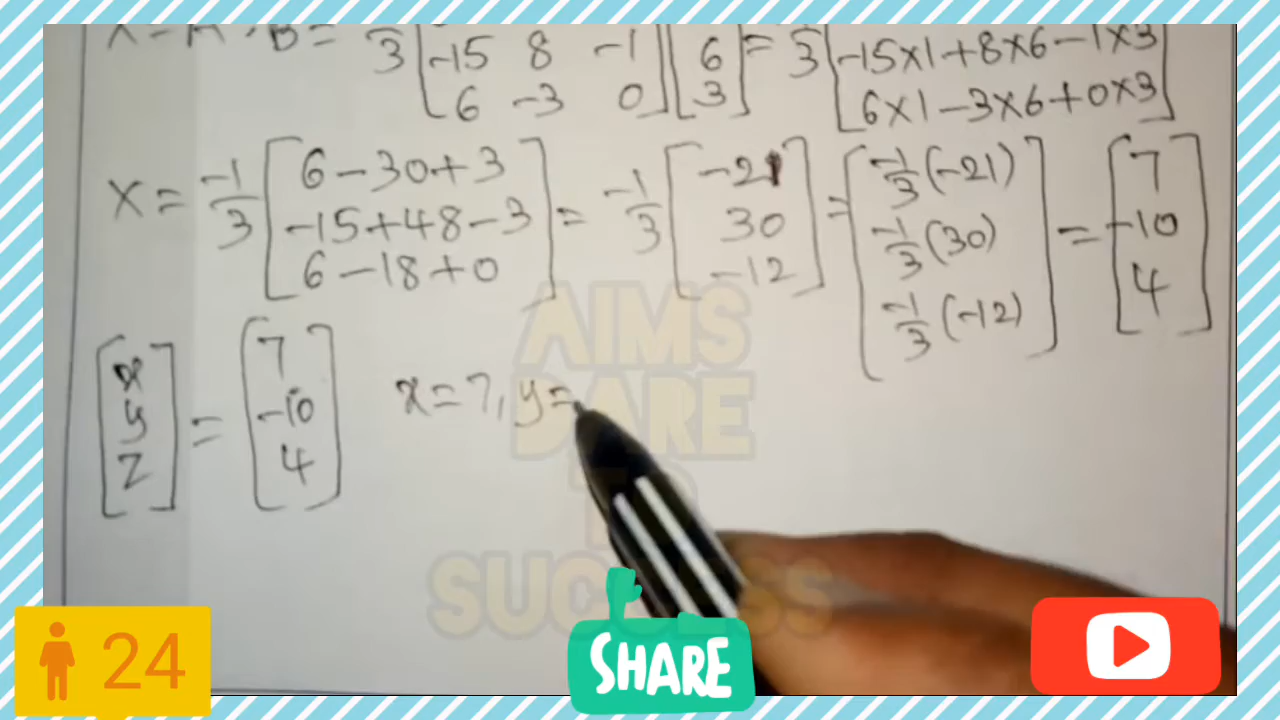 X = A⁻¹·B = 1/3 [-15 8 -1] [6] = 1/3 [-15×1+8×6-1×3]
[6 -3 0] [3] [6×1-3×6+0×3]
X = -1/3 [6-30+3] = -1/3 [-21] = [-1/3(-21)] = [7]
[-15+48-3] [30] [-1/3(30)] [-10]
[6-18+0] [-12] [-1/3(-12)] [4]
[x] = [7] x=7, y=
[y] [-10]
[z] [4]
AIMS
DARE
SUCCESS
24
SHARE